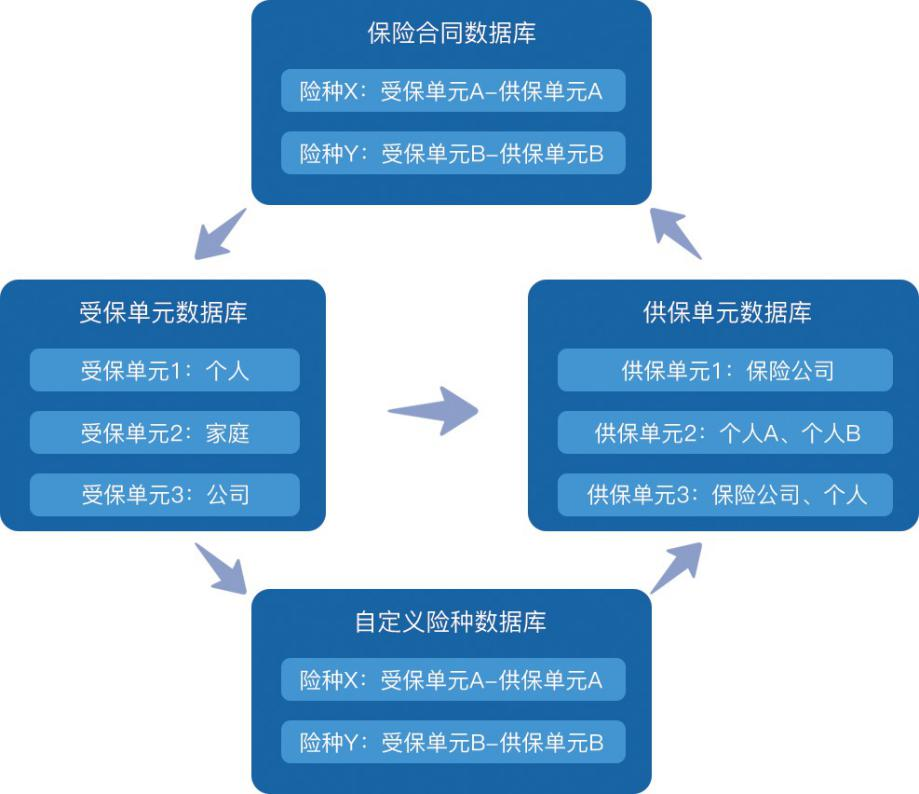 保险合同数据库
险种X：受保单元A-供保单元A
险种Y：受保单元B-供保单元B
受保单元数据库
受保单元1：个人
受保单元2：家庭
受保单元3：公司
供保单元数据库
供保单元1：保险公司
供保单元2：个人A、个人B
供保单元3：保险公司、个人
自定义险种数据库
险种X：受保单元A-供保单元A
险种Y：受保单元B-供保单元B